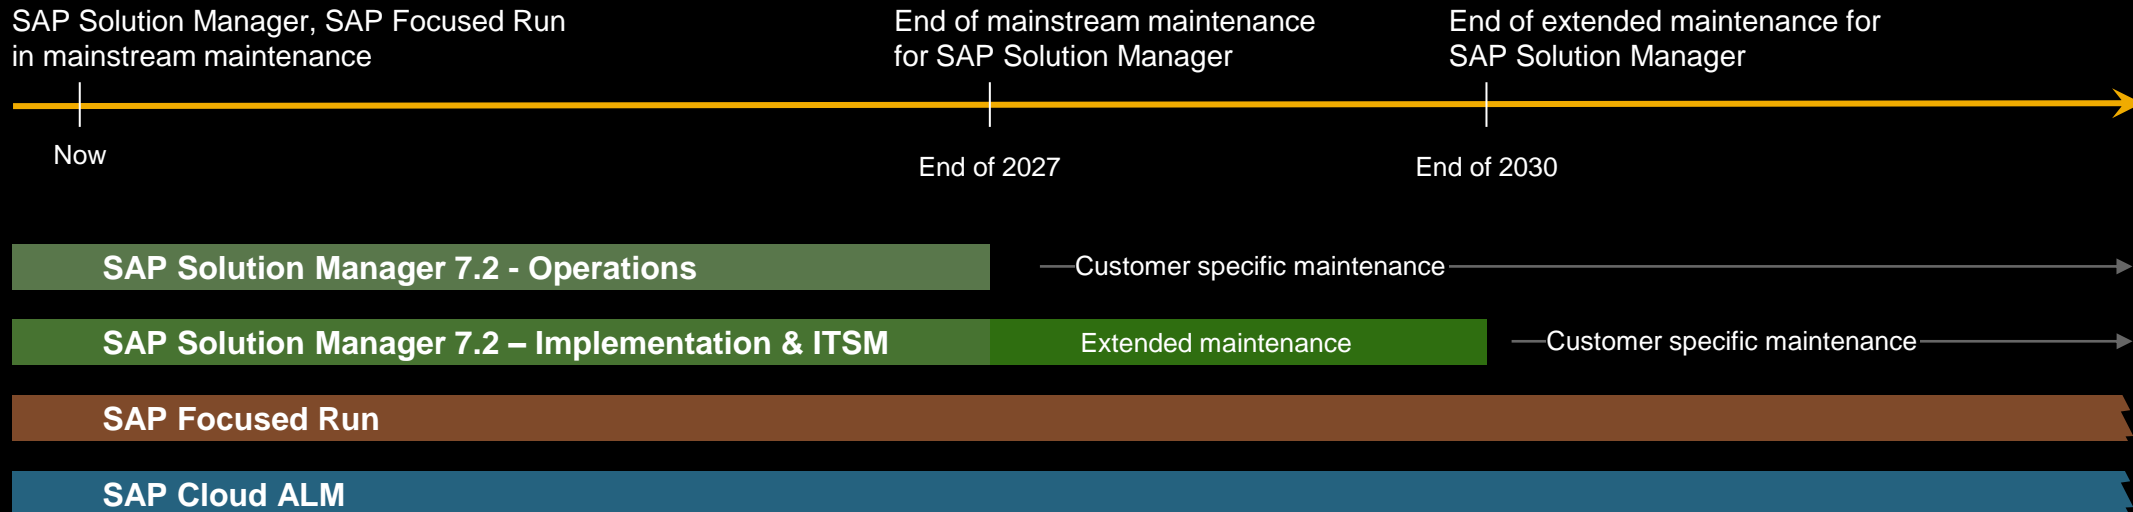 SAP Solution Manager, SAP Focused Run
in mainstream maintenance
End of mainstream maintenance
for SAP Solution Manager
End of extended maintenance for
SAP Solution Manager
Now
End of 2027
End of 2030
SAP Solution Manager 7.2 - Operations
Customer specific maintenance
SAP Solution Manager 7.2 – Implementation & ITSM
Extended maintenance
Customer specific maintenance
SAP Focused Run
SAP Cloud ALM